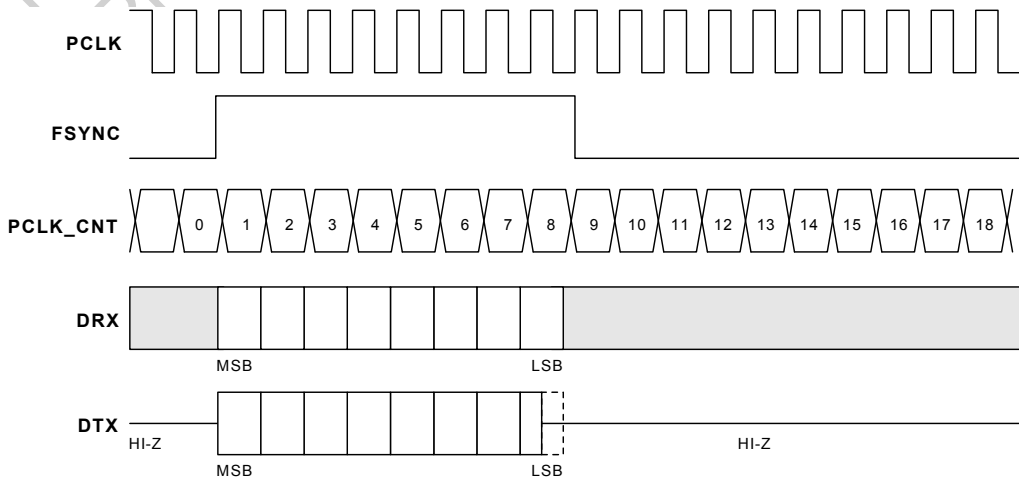 PCLK
FSYNC
PCLK_CNT 0 1 2 3 4 5 6 7 8 9 10 11 12 13 14 15 16 17 18
DRX
MSB LSB
DTX
HI-Z HI-Z
MSB LSB